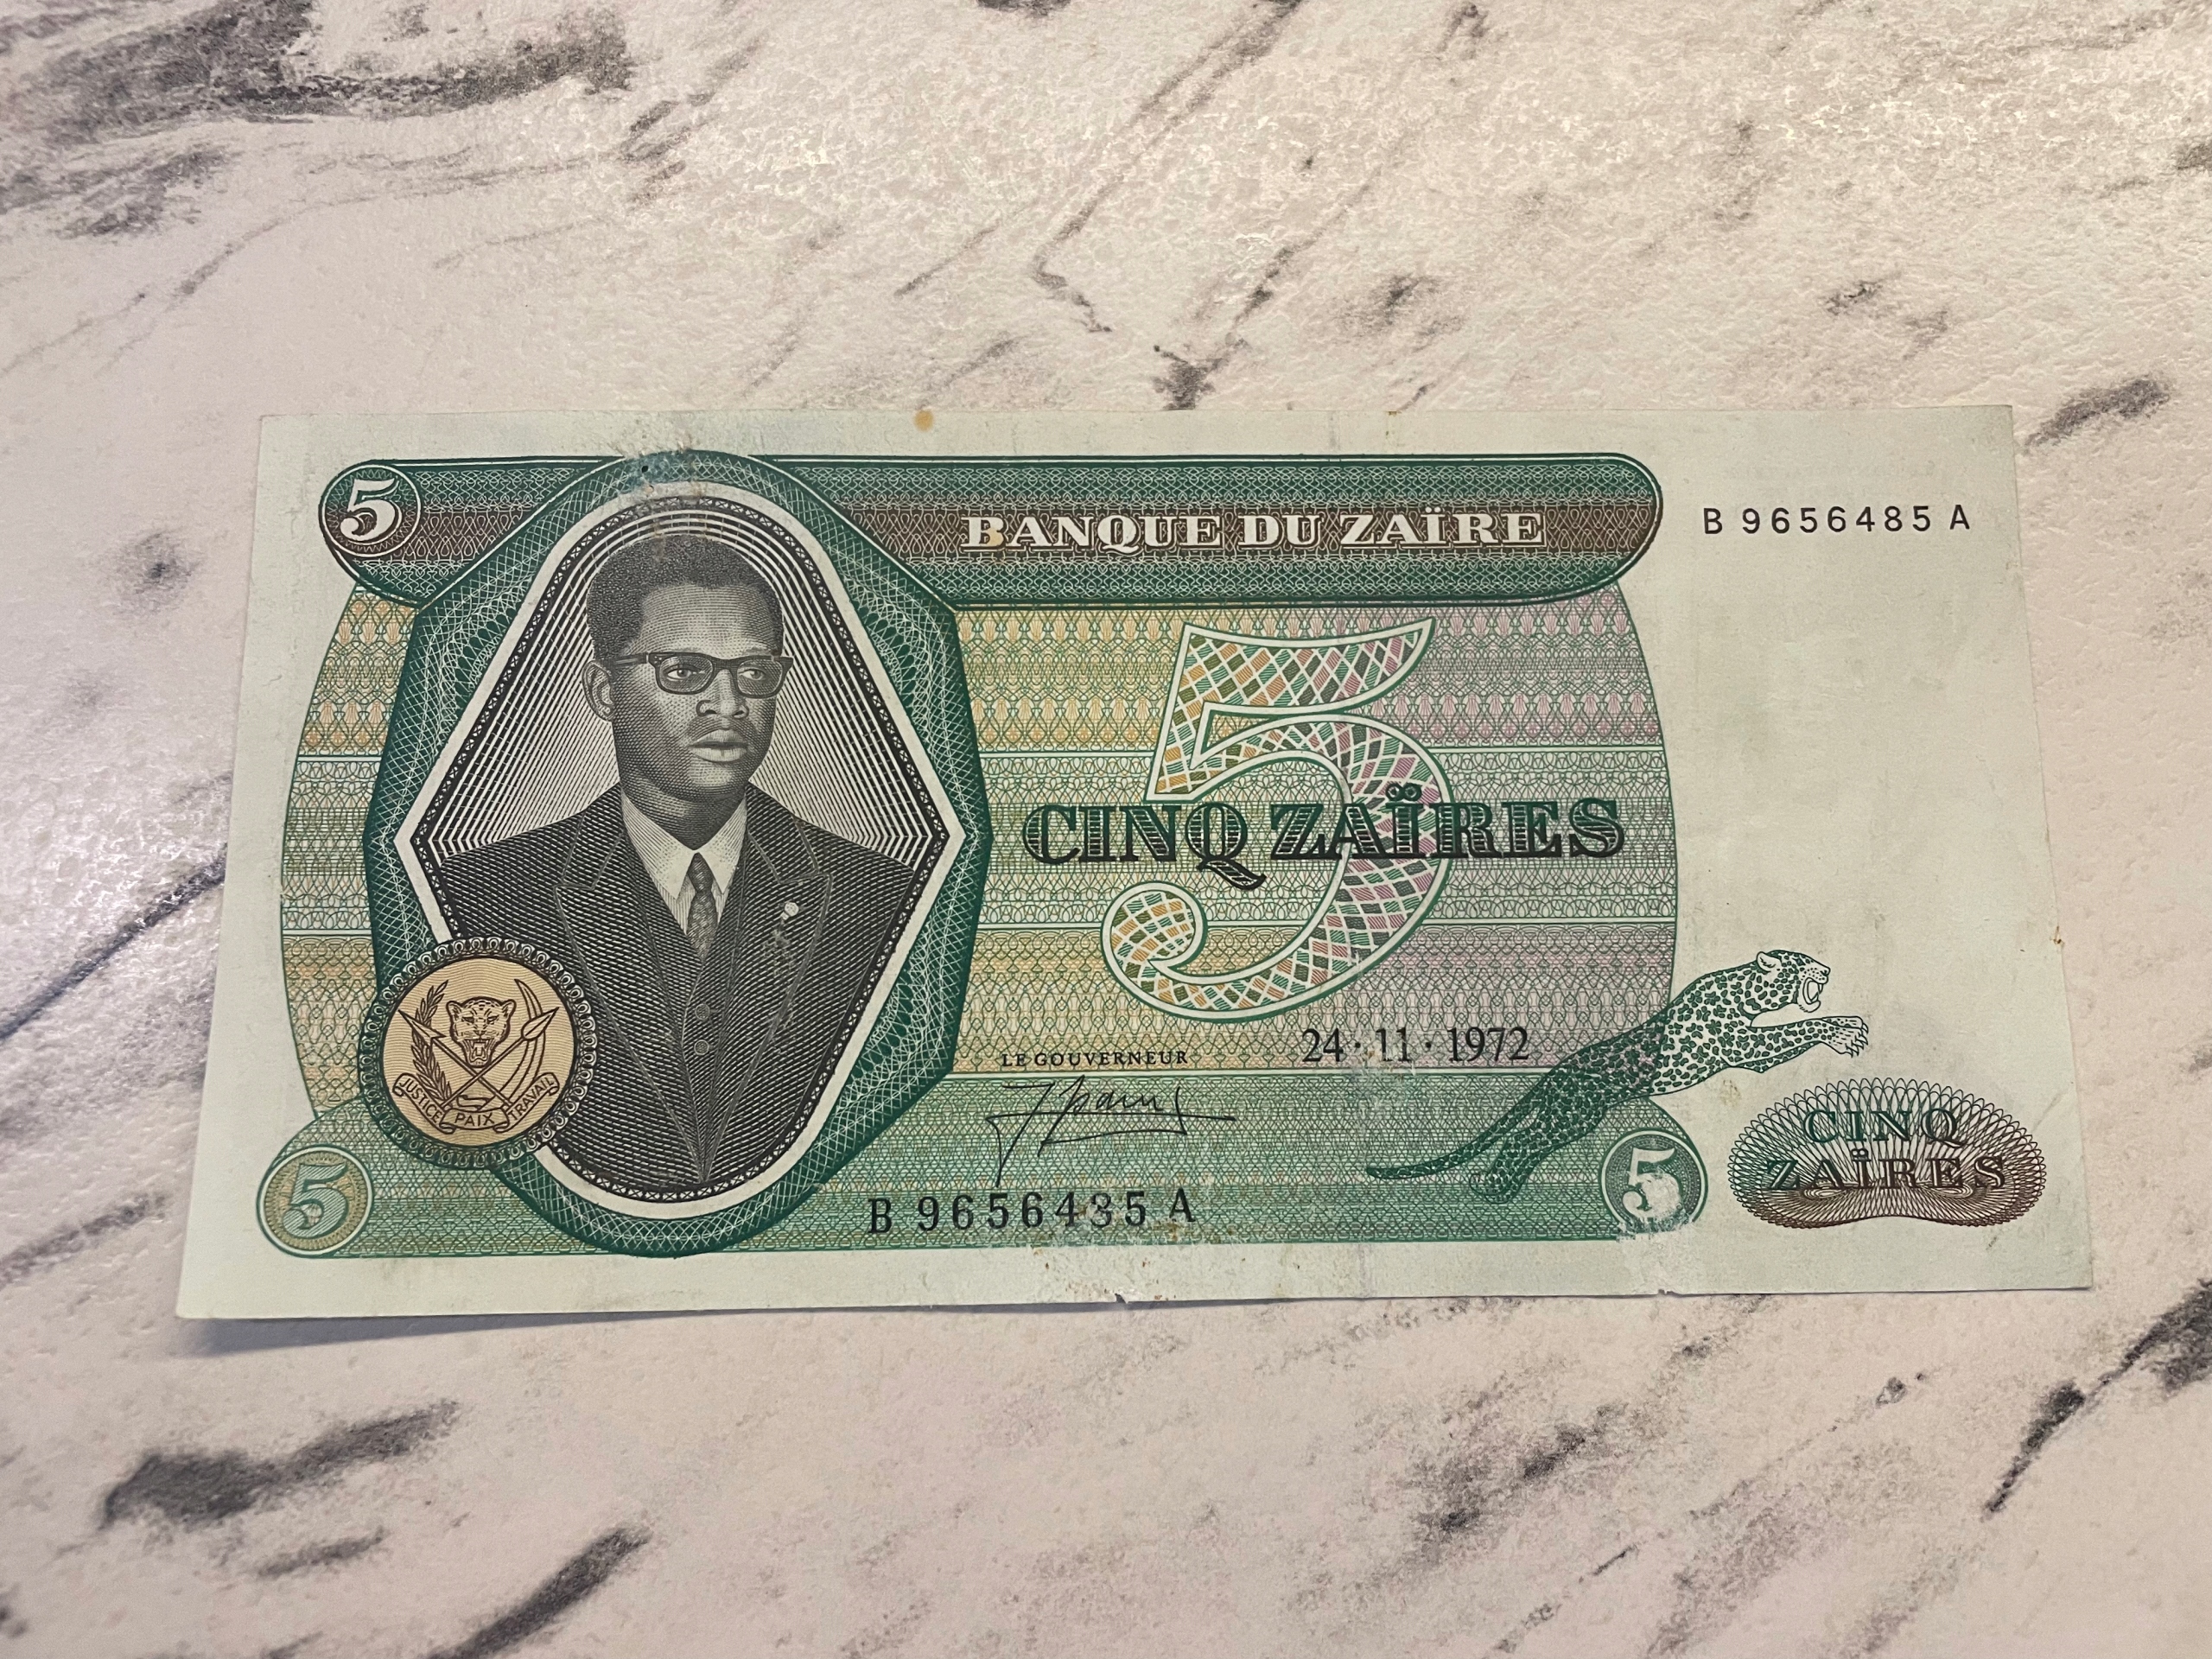 5
BANQUE DU ZAÏRE
B 9656485 A
5
CINQ ZAÏRES
24·11·1972
LE GOUVERNEUR
JUSTICE PAIX TRAVAIL
B 9656485 A
5
5
CINQ
ZAÏRES